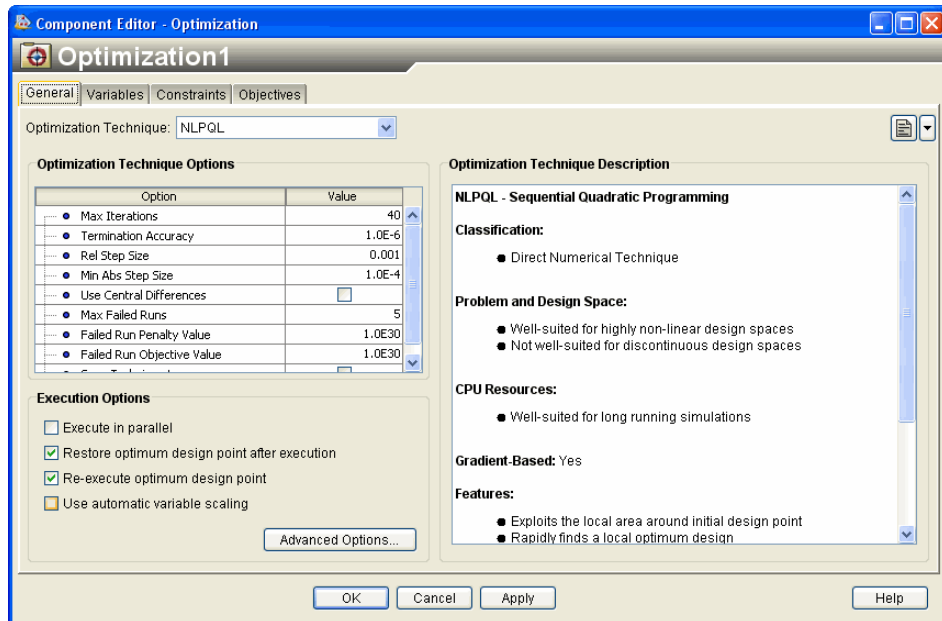 Component Editor - Optimization
Optimization1
General Variables Constraints Objectives
Optimization Technique: NLPQL
Optimization Technique Options
Option Value
Max Iterations 40
Termination Accuracy 1.0E-6
Rel Step Size 0.001
Min Abs Step Size 1.0E-4
Use Central Differences
Max Failed Runs 5
Failed Run Penalty Value 1.0E30
Failed Run Objective Value 1.0E30
Execution Options
Execute in parallel
Restore optimum design point after execution
Re-execute optimum design point
Use automatic variable scaling
Advanced Options...
Optimization Technique Description
NLPQL - Sequential Quadratic Programming
Classification:
Direct Numerical Technique
Problem and Design Space:
Well-suited for highly non-linear design spaces
Not well-suited for discontinuous design spaces
CPU Resources:
Well-suited for long running simulations
Gradient-Based: Yes
Features:
Exploits the local area around initial design point
Rapidly finds a local optimum design
OK Cancel Apply Help